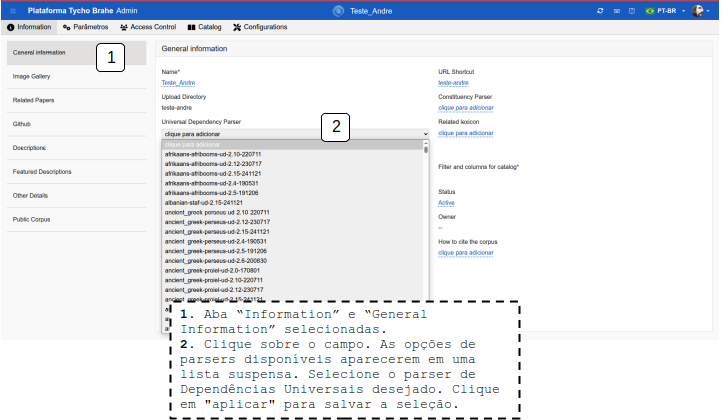 Plataforma Tycho Brahe Admin
Teste_Andre
PT-BR
Information
Parâmetros
Access Control
Catalog
Configurations
General information
Image Gallery
Related Papers
Github
Descriptions
Featured Descriptions
Other Details
Public Corpus
1
General information
Name*
Teste_Andre
Upload Directory
teste-andre
Universal Dependency Parser
clique para adicionar
2
clique para adicionar
afrikaans-afribooms-ud-2.10-220711
afrikaans-afribooms-ud-2.12-230717
afrikaans-afribooms-ud-2.15-241121
afrikaans-afribooms-ud-2.4-190531
afrikaans-afribooms-ud-2.5-191206
albanian-staf-ud-2.15-241121
ancient_greek-perseus-ud-2.10-220711
ancient_greek-perseus-ud-2.12-230717
ancient_greek-perseus-ud-2.15-241121
ancient_greek-perseus-ud-2.4-190531
ancient_greek-perseus-ud-2.5-191206
ancient_greek-perseus-ud-2.6-200830
ancient_greek-proiel-ud-2.0-170801
ancient_greek-proiel-ud-2.10-220711
ancient_greek-proiel-ud-2.12-230717
ancient_greek-proiel-ud-2.15-241121
URL Shortcut
teste-andre
Constituency Parser
clique para adicionar
Related lexicon
clique para adicionar
Filter and columns for catalog*
Status
Active
Owner
--
How to cite the corpus
clique para adicionar
1. Aba “Information” e “General
Information” selecionadas.
2. Clique sobre o campo. As opções de
parsers disponíveis aparecerem em uma
lista suspensa. Selecione o parser de
Dependências Universais desejado. Clique
em "aplicar" para salvar a seleção.